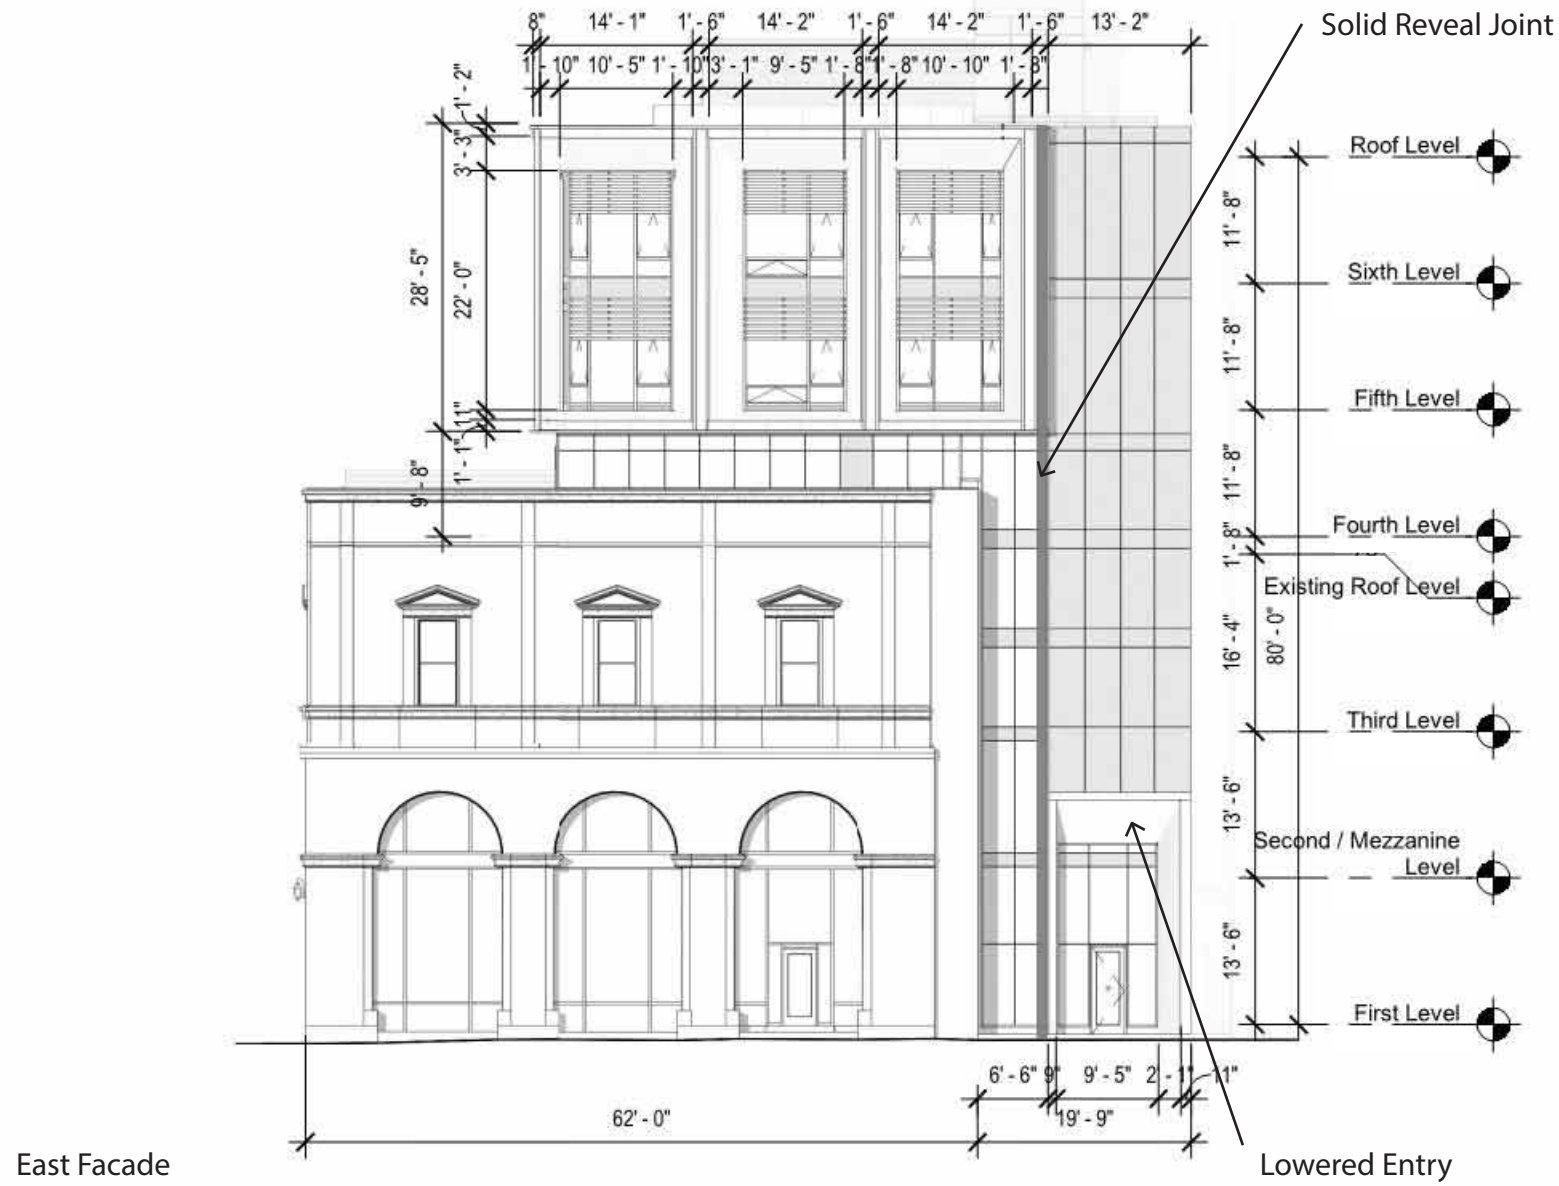 8" 14' - 1" 1' - 6" 14' - 2" 1' - 6" 14' - 2" 1' - 6" 13' - 2"
Solid Reveal Joint
1' - 10" 10' - 5" 1' - 10" 3' - 1" 9' - 5" 1' - 8" 1' - 8" 10' - 10" 1' - 8"
1' - 2"
3' - 3"
28' - 5"
22' - 0"
11"
1' - 1"
9' - 8"
Roof Level
11' - 8"
Sixth Level
11' - 8"
Fifth Level
11' - 8"
Fourth Level
1' - 8"
Existing Roof Level
16' - 4"
80' - 0"
Third Level
13' - 6"
Second / Mezzanine
Level
13' - 6"
First Level
6' - 6" 9" 9' - 5" 2' - 1" 11"
62' - 0"
19' - 9"
East Facade
Lowered Entry